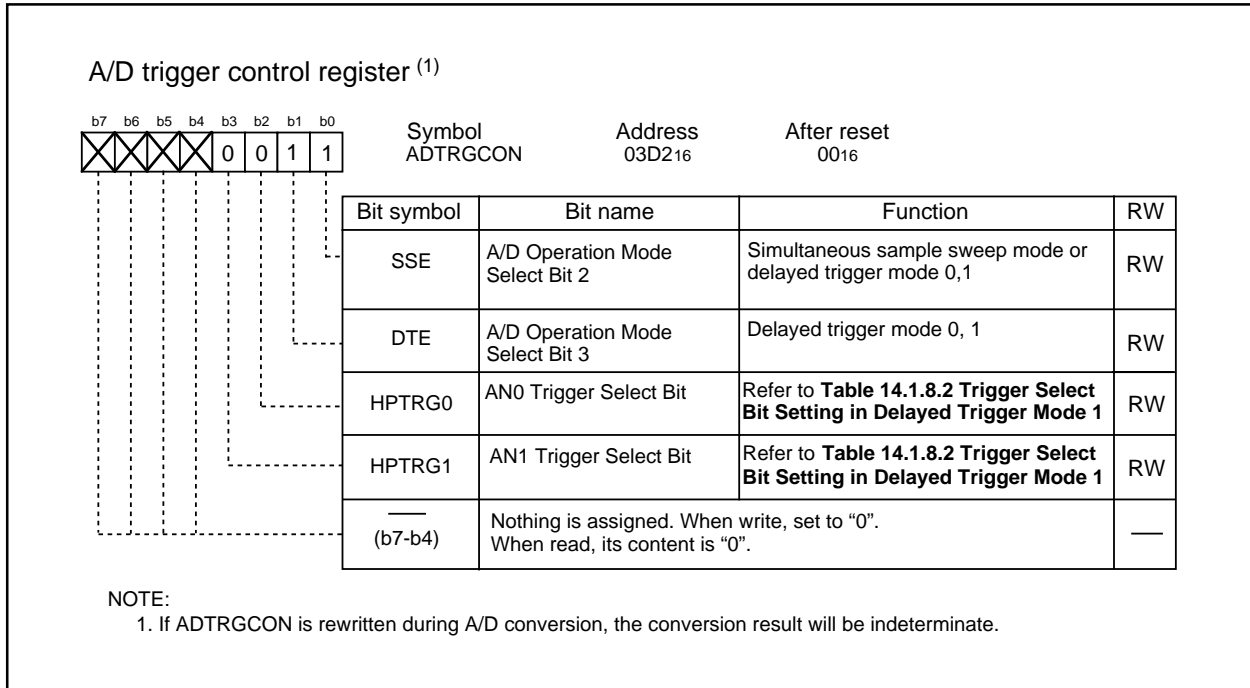 A/D trigger control register (1)
b7 b6 b5 b4 b3 b2 b1 b0
0 0 1 1
Symbol Address After reset
ADTRGCON 03D216 0016
Bit symbol Bit name Function RW
SSE A/D Operation Mode Select Bit 2 Simultaneous sample sweep mode or delayed trigger mode 0,1 RW
DTE A/D Operation Mode Select Bit 3 Delayed trigger mode 0, 1 RW
HPTRG0 AN0 Trigger Select Bit Refer to Table 14.1.8.2 Trigger Select Bit Setting in Delayed Trigger Mode 1 RW
HPTRG1 AN1 Trigger Select Bit Refer to Table 14.1.8.2 Trigger Select Bit Setting in Delayed Trigger Mode 1 RW
(b7-b4) Nothing is assigned. When write, set to “0”.
When read, its content is “0”.
NOTE:
1. If ADTRGCON is rewritten during A/D conversion, the conversion result will be indeterminate.